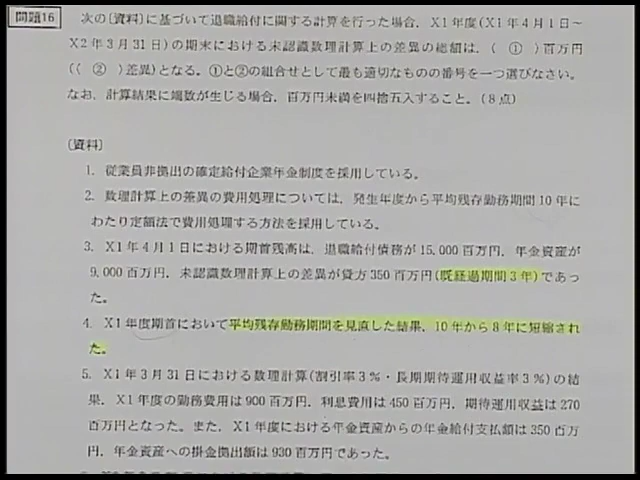 問題16
次の〔資料〕に基づいて退職給付に関する計算を行った場合，X1年度(X1年4月1日～
X2年3月31日)の期末における未認識数理計算上の差異の総額は，( ① )百万円
(( ② )差異)となる。①と②の組合せとして最も適切なものの番号を一つ選びなさい。
なお，計算結果に端数が生じる場合，百万円未満を四捨五入すること。(8点)
〔資料〕
1. 従業員非拠出の確定給付企業年金制度を採用している。
2. 数理計算上の差異の費用処理については，発生年度から平均残存勤務期間10年に
わたり定額法で費用処理する方法を採用している。
3. X1年4月1日における期首残高は，退職給付債務が15,000百万円，年金資産が
9,000百万円，未認識数理計算上の差異が貸方350百万円(既経過期間3年)であっ
た。
4. X1年度期首において平均残存勤務期間を見直した結果，10年から8年に短縮され
た。
5. X1年3月31日における数理計算(割引率3％・長期期待運用収益率3％)の結
果，X1年度の勤務費用は900百万円，利息費用は450百万円，期待運用収益は270
百万円となった。また，X1年度における年金資産からの年金給付支払額は350百万
円，年金資産への掛金拠出額は930百万円であった。